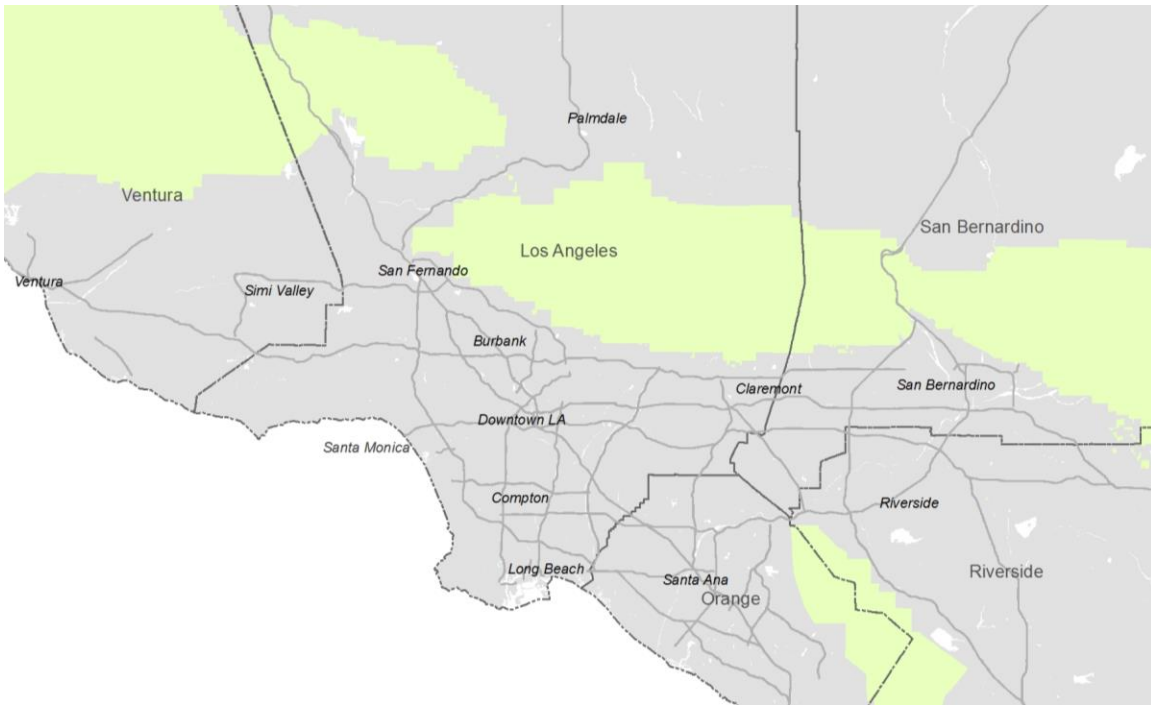 Palmdale
Ventura
San Bernardino
Los Angeles
San Fernando
Ventura
Simi Valley
Burbank
Claremont
San Bernardino
Downtown LA
Santa Monica
Compton
Riverside
Long Beach
Santa Ana
Riverside
Orange